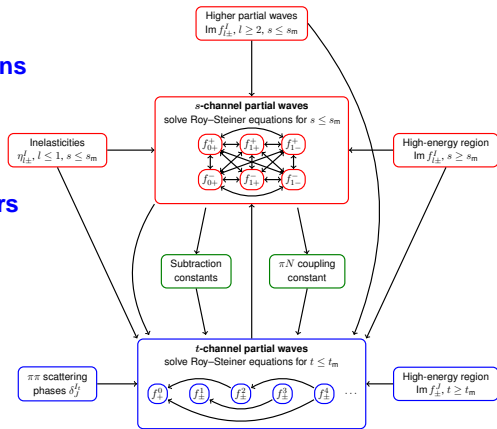 Higher partial waves
Im f^I_{l±}, l ≥ 2, s ≤ s_m
ns
s-channel partial waves
solve Roy–Steiner equations for s ≤ s_m
f^+_{0+} f^+_{1+} f^+_{1−}
f^−_{0+} f^−_{1+} f^−_{1−}
Inelasticities
η^I_{l±}, l ≤ 1, s ≤ s_m
High-energy region
Im f^I_{l±}, s ≥ s_m
rs
Subtraction
constants
πN coupling
constant
t-channel partial waves
solve Roy–Steiner equations for t ≤ t_m
f^0_+ f^1_± f^2_± f^3_± f^4_± ...
ππ scattering
phases δ^{I_t}_J
High-energy region
Im f^J_±, t ≥ t_m